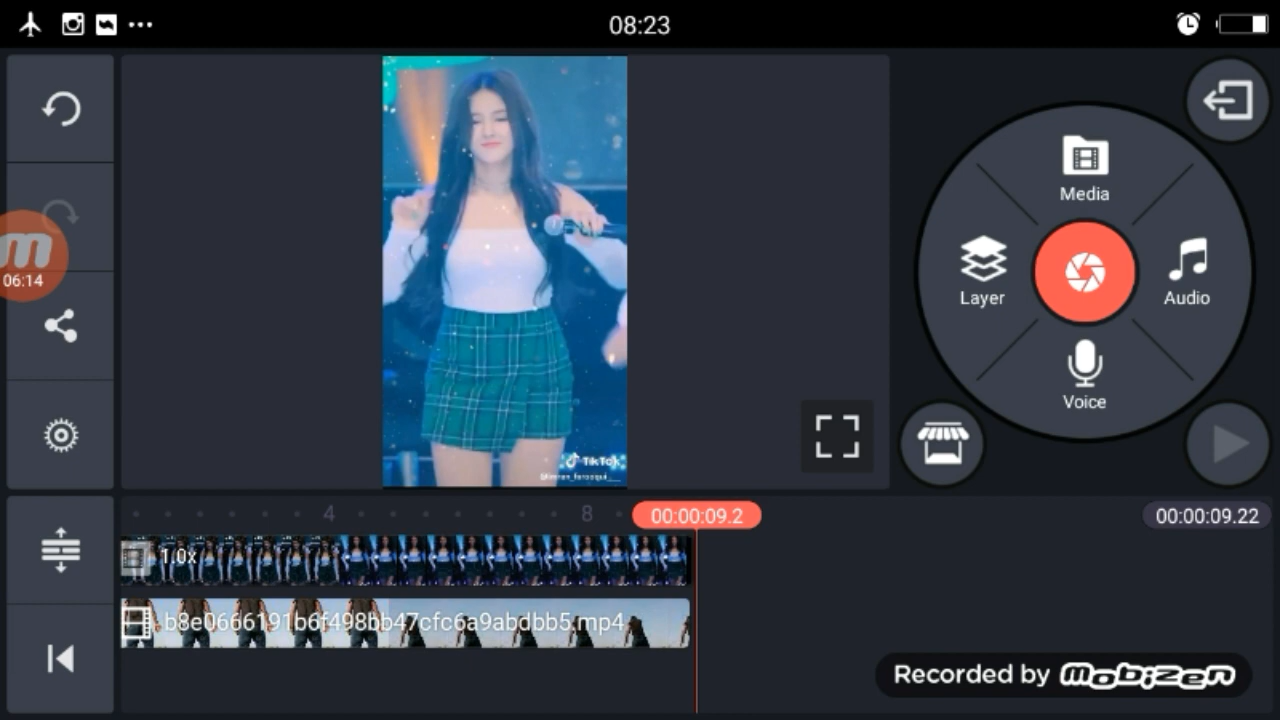 08:23
Media
Layer
Audio
Voice
m
06:14
TikTok
4
8
00:00:09.2
00:00:09.22
1.0x
b8e0666191b6f498bb47cfc6a9abdbb5.mp4
Recorded by mobizen